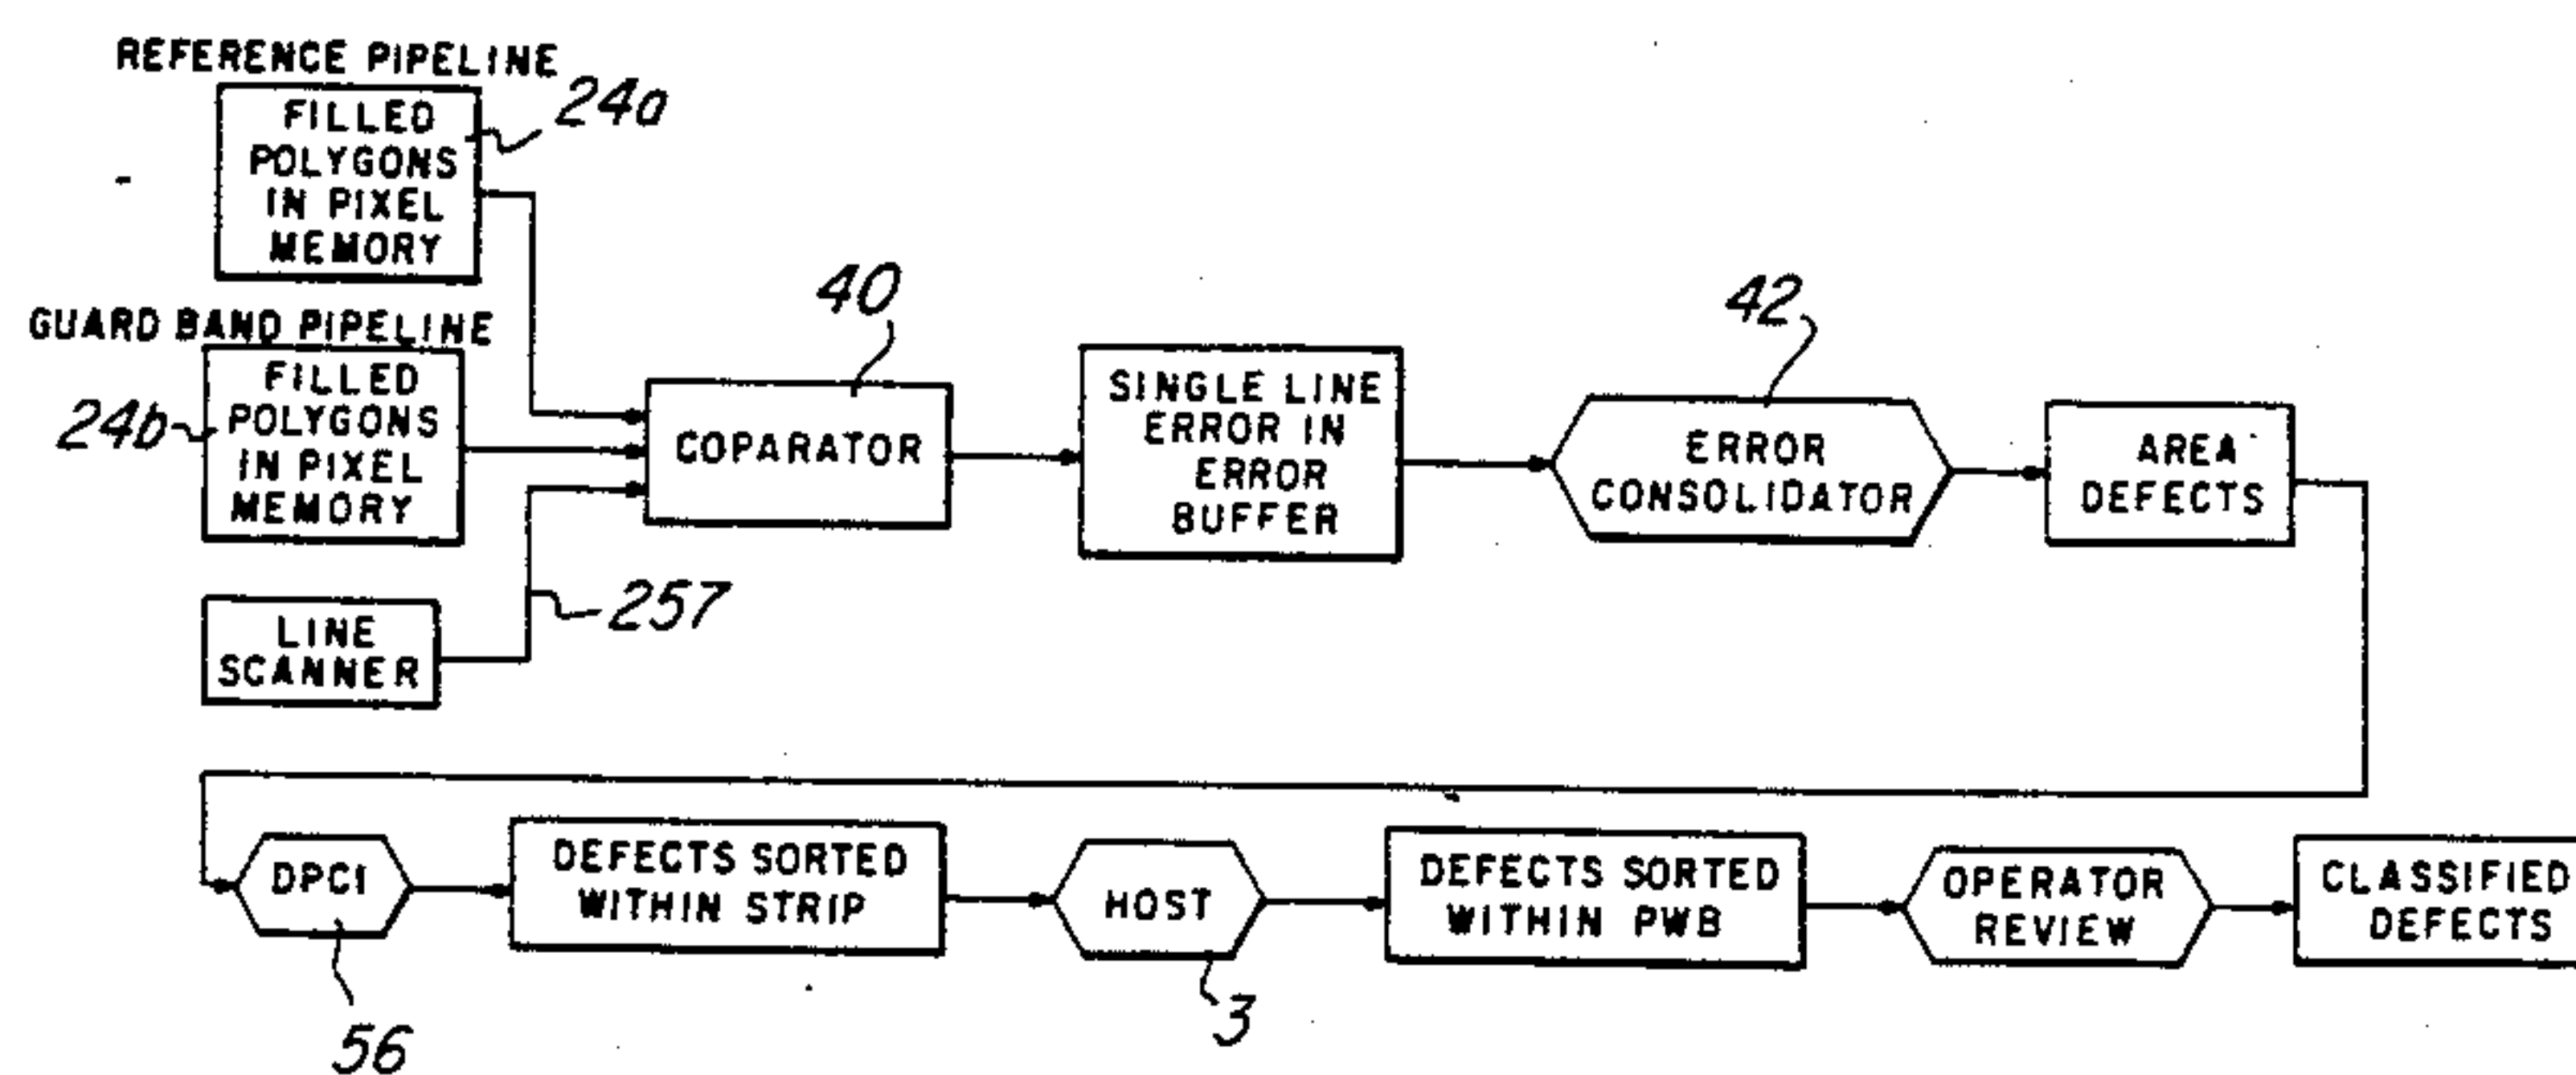 REFERENCE PIPELINE
24a
FILLED
POLYGONS
IN PIXEL
MEMORY
GUARD BAND PIPELINE
24b
FILLED
POLYGONS
IN PIXEL
MEMORY
LINE
SCANNER
257
40
COPARATOR
SINGLE LINE
ERROR IN
ERROR
BUFFER
42
ERROR
CONSOLIDATOR
AREA
DEFECTS
DPC1
56
DEFECTS SORTED
WITHIN STRIP
HOST
3
DEFECTS SORTED
WITHIN PWB
OPERATOR
REVIEW
CLASSIFIED
DEFECTS